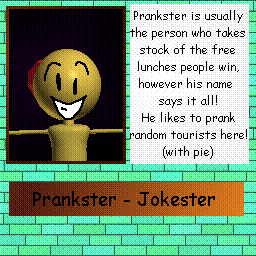 Prankster is usually
the person who takes
stock of the free
lunches people win,
however his name
says it all!
He likes to prank
random tourists here!
(with pie)
Prankster - Jokester